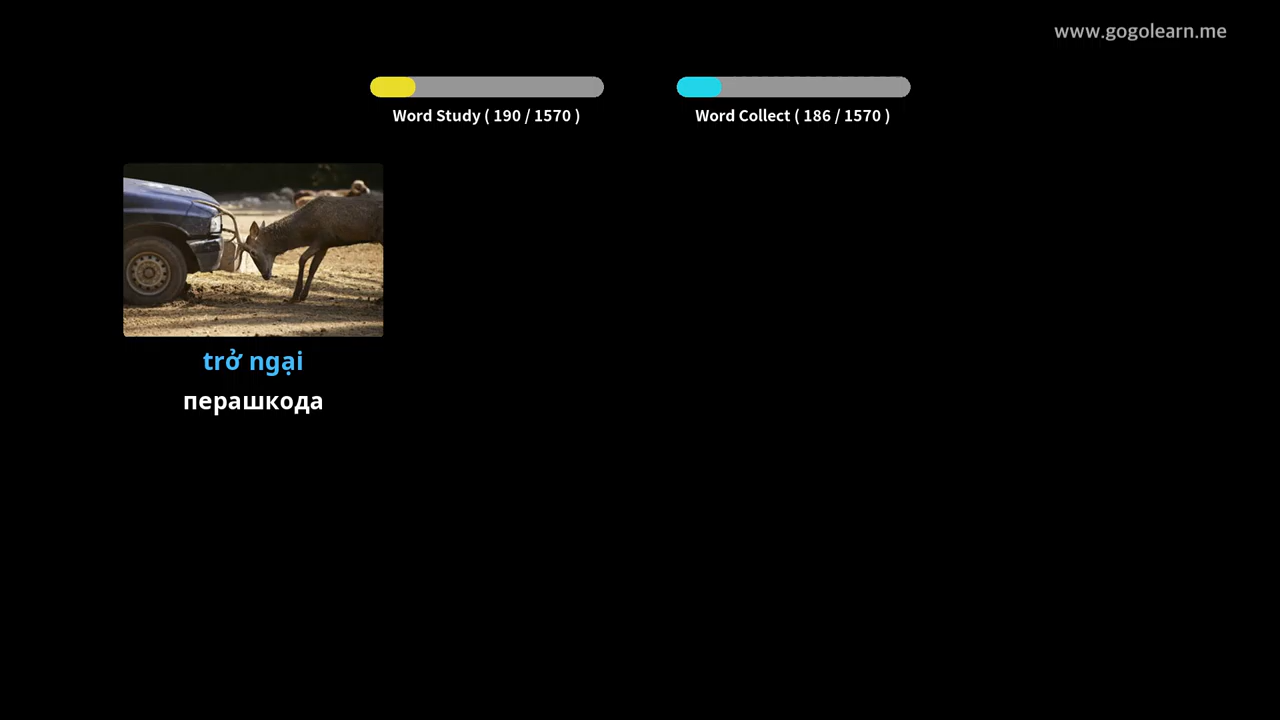 www.gogolearn.me
Word Study ( 190 / 1570 )
Word Collect ( 186 / 1570 )
trở ngại
перашкода